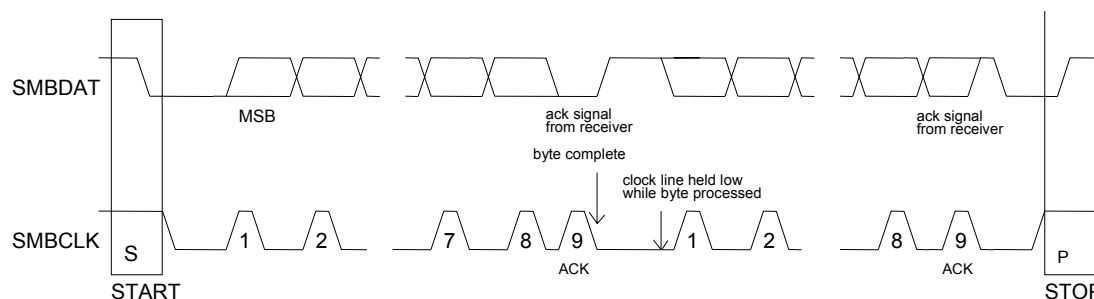 SMBDAT
MSB
ack signal
from receiver
ack signal
from receiver
byte complete
clock line held low
while byte processed
SMBCLK
S
1
2
7
8
9
1
2
8
9
P
ACK
ACK
START
STOP